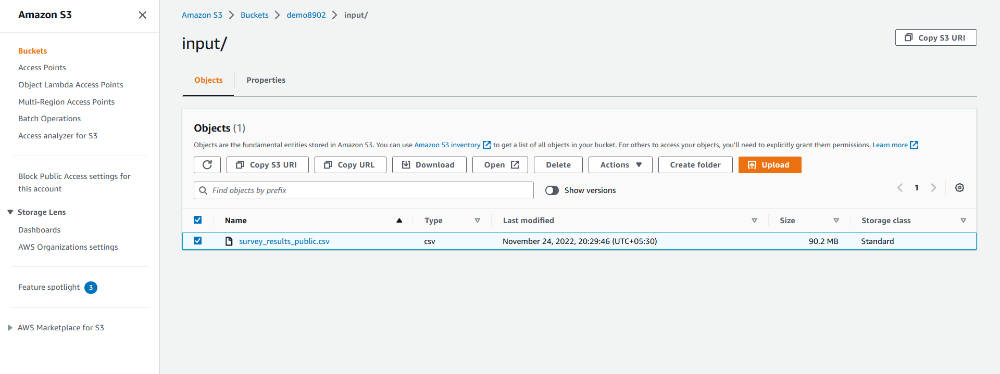 Amazon S3
Buckets
Access Points
Object Lambda Access Points
Multi-Region Access Points
Batch Operations
Access analyzer for S3
Block Public Access settings for
this account
Storage Lens
Dashboards
AWS Organizations settings
Feature spotlight 3
AWS Marketplace for S3
Amazon S3 Buckets demo8902 input/
input/
Copy S3 URI
Objects Properties
Objects (1)
Objects are the fundamental entities stored in Amazon S3. You can use Amazon S3 inventory to get a list of all objects in your bucket. For others to access your objects, you'll need to explicitly grant them permissions. Learn more
Copy S3 URI Copy URL Download Open Delete Actions Create folder Upload
Find objects by prefix Show versions 1
Name Type Last modified Size Storage class
survey_results_public.csv csv November 24, 2022, 20:29:46 (UTC+05:30) 90.2 MB Standard